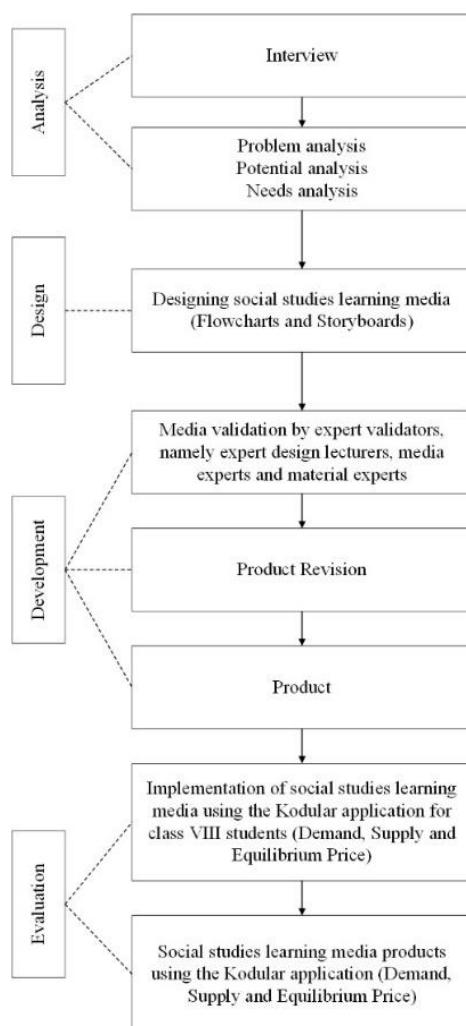 Analysis
Interview
Problem analysis
Potential analysis
Needs analysis
Design
Designing social studies learning media
(Flowcharts and Storyboards)
Development
Media validation by expert validators,
namely expert design lecturers, media
experts and material experts
Product Revision
Product
Evaluation
Implementation of social studies learning
media using the Kodular application for
class VIII students (Demand, Supply and
Equilibrium Price)
Social studies learning media products
using the Kodular application (Demand,
Supply and Equilibrium Price)